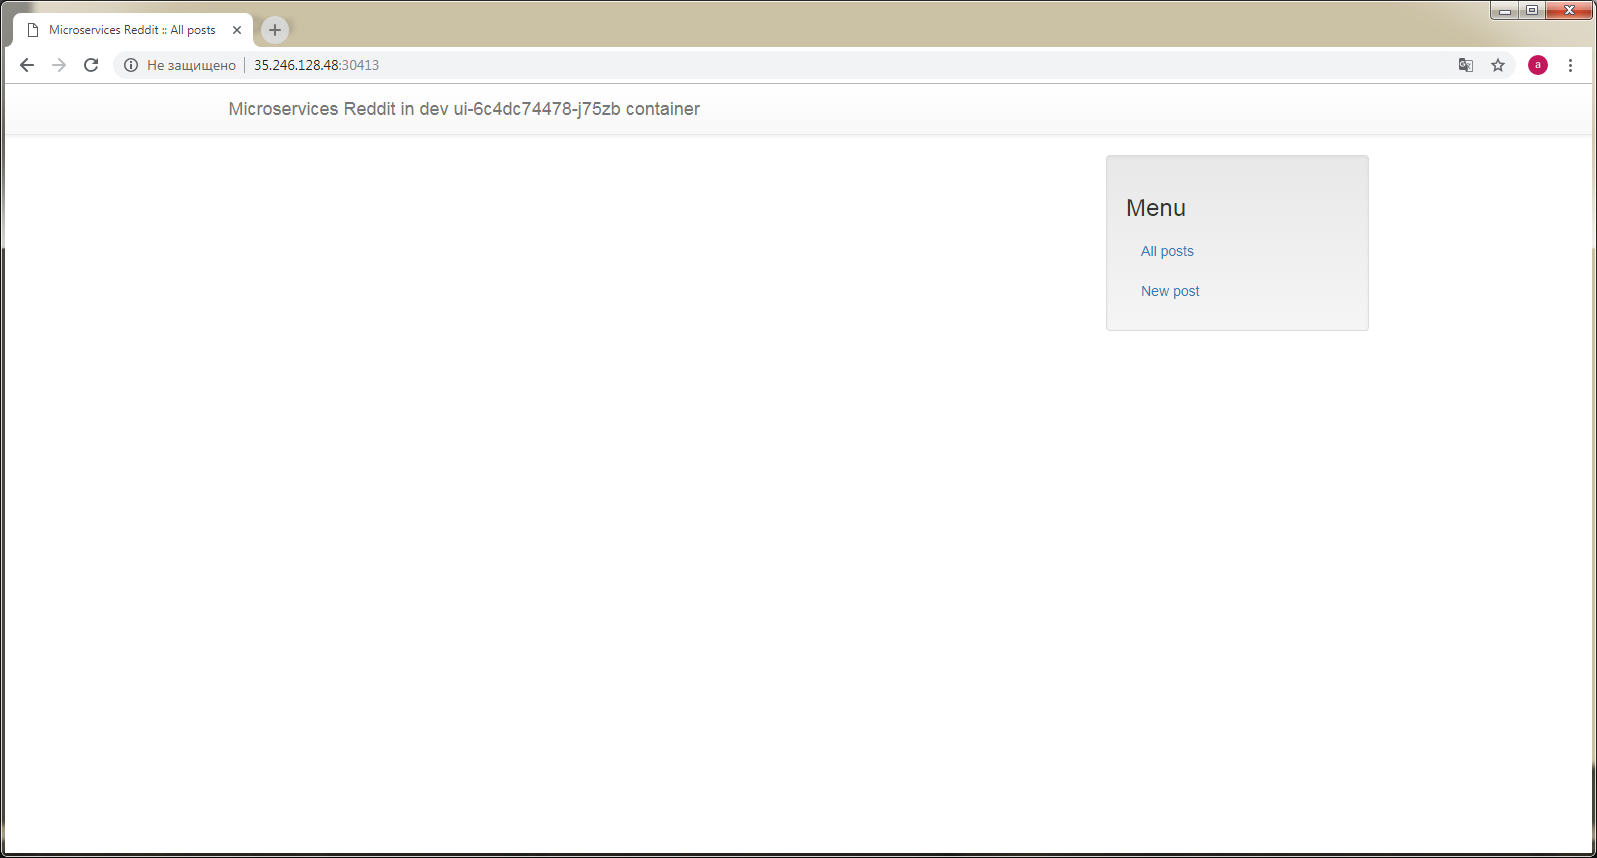 Microservices Reddit :: All posts
Не защищено
35.246.128.48:30413
a
Microservices Reddit in dev ui-6c4dc74478-j75zb container
Menu
All posts
New post